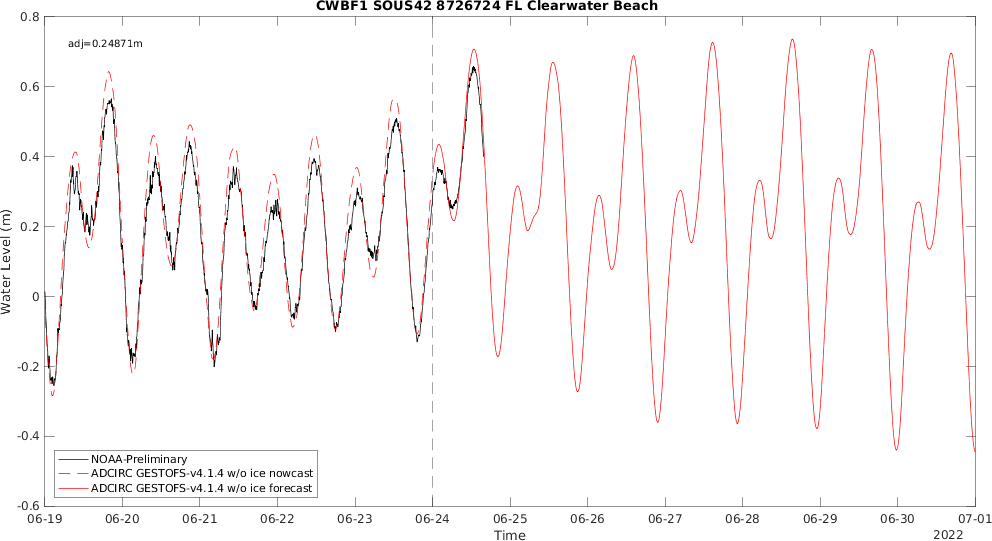 CWBF1 SOUS42 8726724 FL Clearwater Beach
adj=0.24871m
0.8
0.6
0.4
0.2
0
-0.2
-0.4
-0.6
Water Level (m)
NOAA-Preliminary
ADCIRC GESTOFS-v4.1.4 w/o ice nowcast
ADCIRC GESTOFS-v4.1.4 w/o ice forecast
06-19 06-20 06-21 06-22 06-23 06-24 06-25 06-26 06-27 06-28 06-29 06-30 07-01
Time
2022